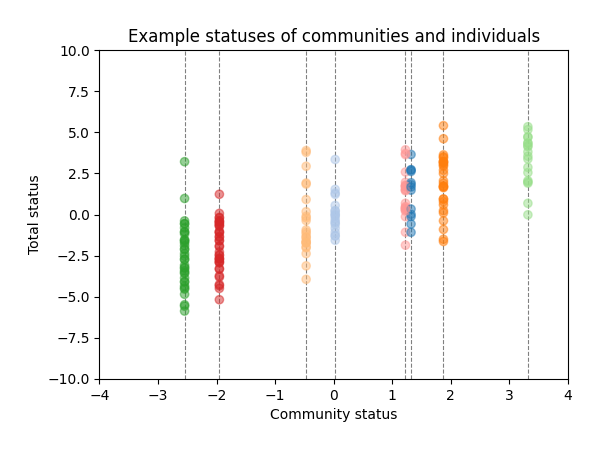 Example statuses of communities and individuals
10.0
7.5
5.0
2.5
0.0
−2.5
−5.0
−7.5
−10.0
Total status
−4 −3 −2 −1 0 1 2 3 4
Community status